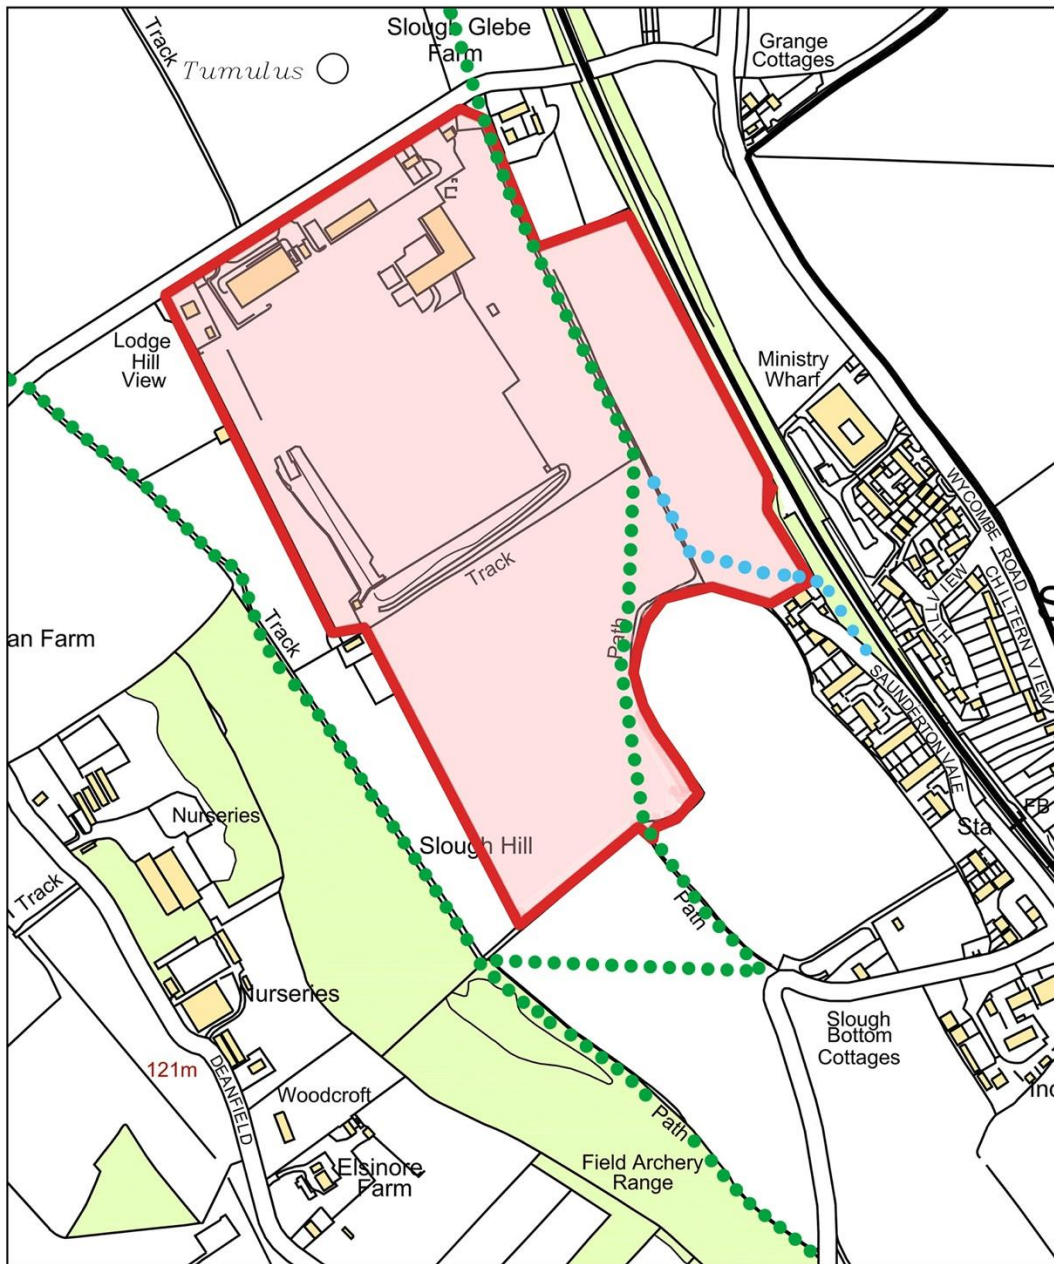 Track
Slough Glebe
Farm
Grange
Cottages
Tumulus
Lodge
Hill
View
Ministry
Wharf
WYCOMBE ROAD
HILL VIEW
CHILTERN VIEW
Track
Track
Path
an Farm
SAUNDERTON VALE
Nurseries
Slough Hill
Sta
FB
Track
Path
Nurseries
Slough
Bottom
Cottages
121m
DEANFIELD
Woodcroft
Path
Field Archery
Range
Elsinore
Farm